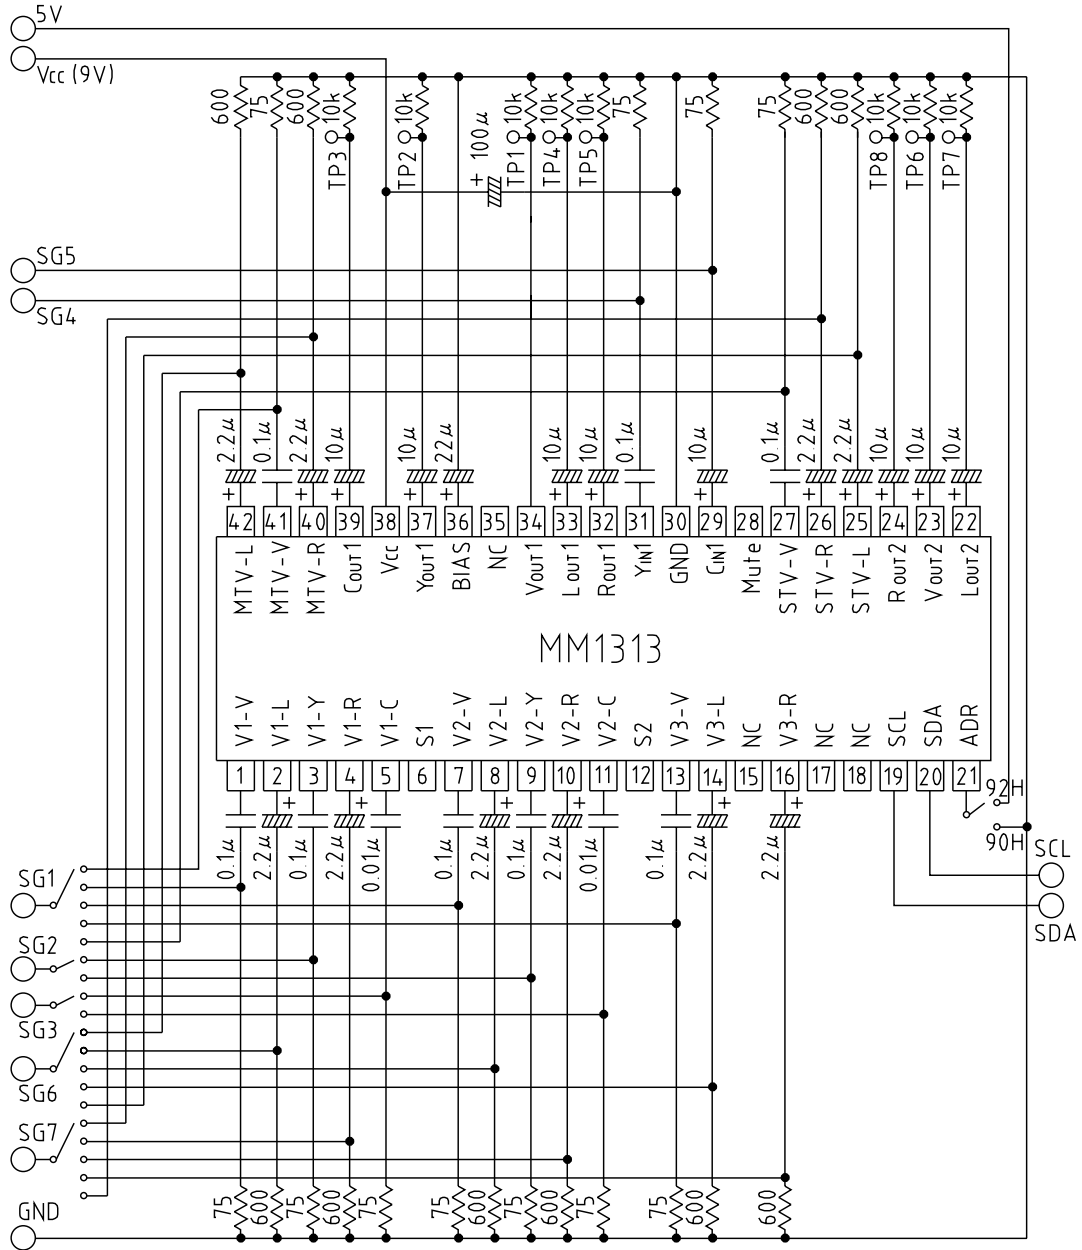 5V
Vcc (9V)
600
75
600
10k
10k
+ 100μ
10k
10k
10k
75
75
75
600
600
10k
10k
10k
TP3
TP2
TP1
TP4
TP5
TP8
TP6
TP7
SG5
SG4
2.2μ
0.1μ
2.2μ
10μ
10μ
22μ
10μ
10μ
0.1μ
10μ
0.1μ
2.2μ
2.2μ
10μ
10μ
10μ
+ + + + + + + + + + + + +
42 41 40 39 38 37 36 35 34 33 32 31 30 29 28 27 26 25 24 23 22
MTV-L
MTV-V
MTV-R
COUT1
Vcc
YOUT1
BIAS
NC
VOUT1
LOUT1
ROUT1
YIN1
GND
CIN1
Mute
STV-V
STV-R
STV-L
ROUT2
VOUT2
LOUT2
MM1313
V1-V
V1-L
V1-Y
V1-R
V1-C
S1
V2-V
V2-L
V2-Y
V2-R
V2-C
S2
V3-V
V3-L
NC
V3-R
NC
NC
SCL
SDA
ADR
1 2 3 4 5 6 7 8 9 10 11 12 13 14 15 16 17 18 19 20 21
+ + + + + +
92H
90H
0.1μ
2.2μ
0.1μ
2.2μ
0.01μ
0.1μ
2.2μ
0.1μ
2.2μ
0.01μ
0.1μ
2.2μ
2.2μ
SCL
SDA
SG1
SG2
SG3
SG6
SG7
GND
75
600
75
600
75
75
600
75
600
75
75
600
600